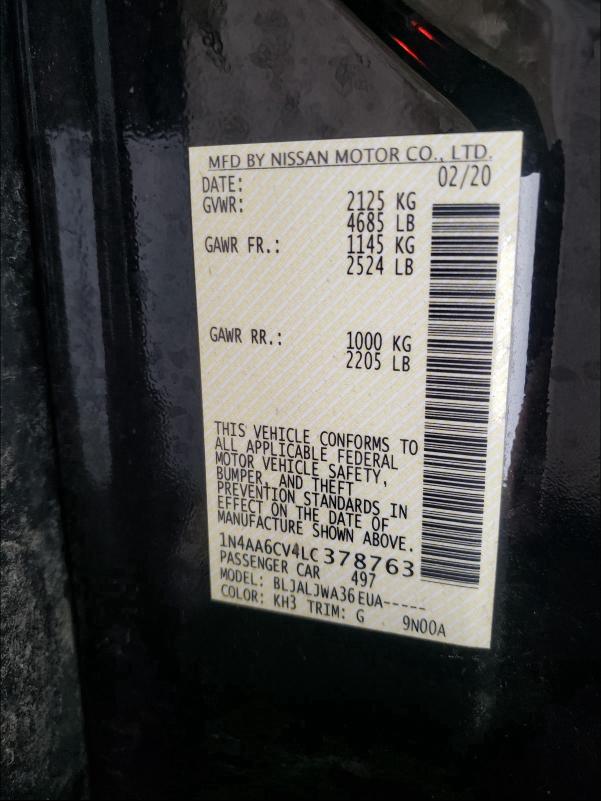 MFD BY NISSAN MOTOR CO., LTD.
DATE: 02/20
GVWR: 2125 KG
4685 LB
GAWR FR.: 1145 KG
2524 LB
GAWR RR.: 1000 KG
2205 LB
THIS VEHICLE CONFORMS TO
ALL APPLICABLE FEDERAL
MOTOR VEHICLE SAFETY,
BUMPER, AND THEFT
PREVENTION STANDARDS IN
EFFECT ON THE DATE OF
MANUFACTURE SHOWN ABOVE.
1N4AA6CV4LC378763
PASSENGER CAR 497
MODEL: BLJALJWA36EUA-----
COLOR: KH3 TRIM: G 9N00A